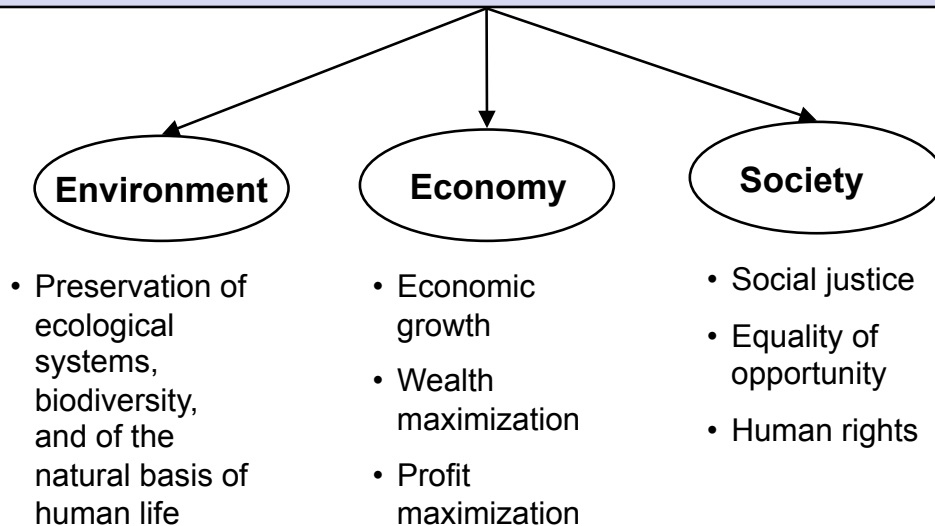 Environment
Economy
Society
• Preservation of
ecological
systems,
biodiversity,
and of the
natural basis of
human life
• Economic
growth
• Wealth
maximization
• Profit
maximization
• Social justice
• Equality of
opportunity
• Human rights